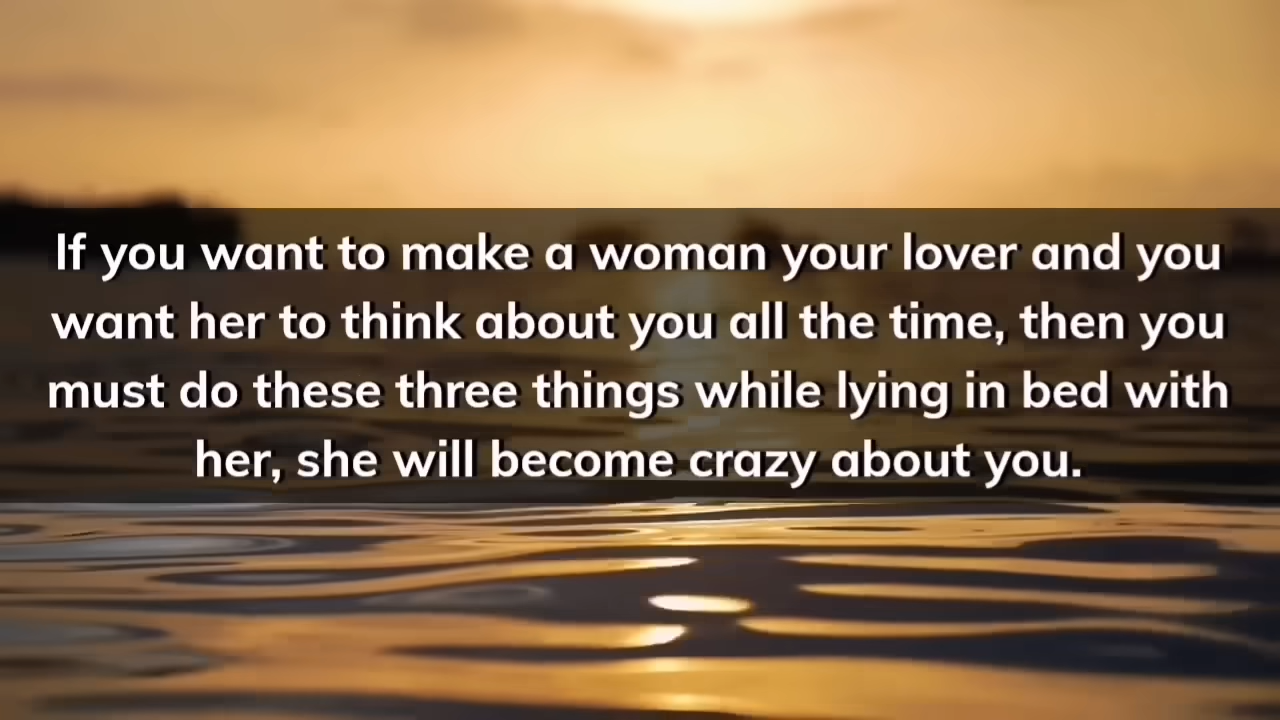 If you want to make a woman your lover and you
want her to think about you all the time, then you
must do these three things while lying in bed with
her, she will become crazy about you.